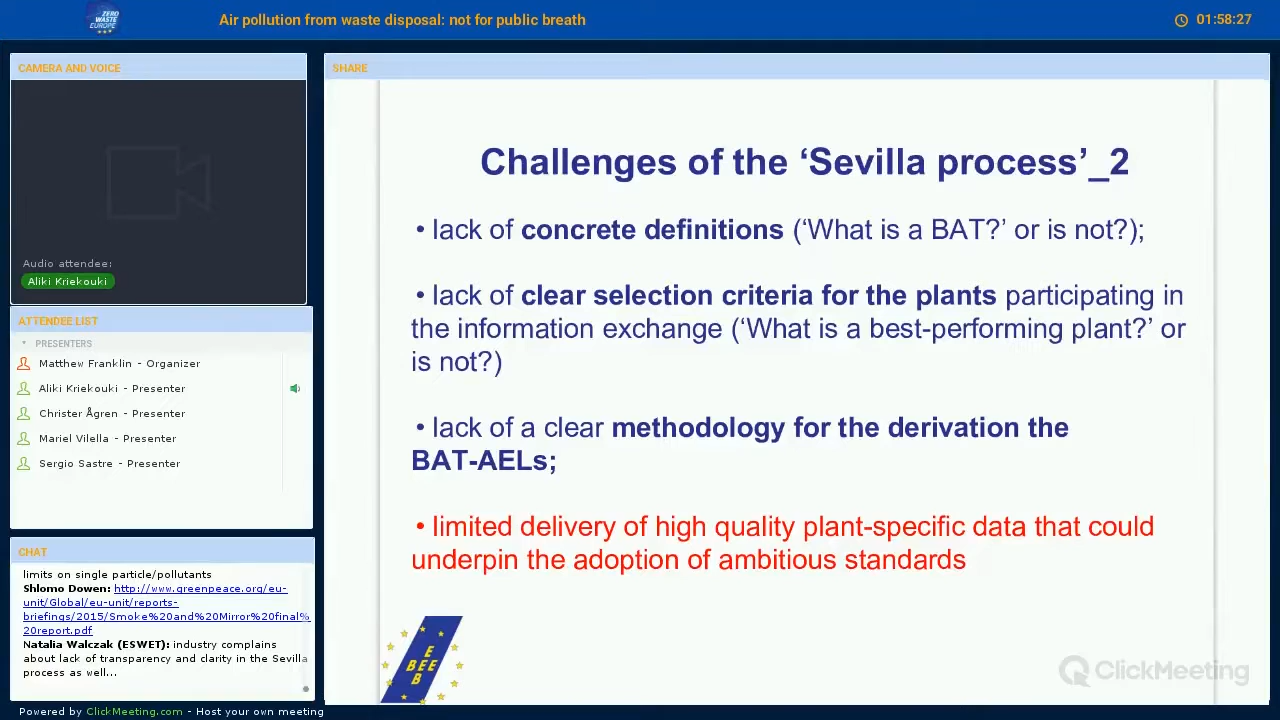 ZERO WASTE EUROPE
Air pollution from waste disposal: not for public breath
01:58:27
CAMERA AND VOICE
Audio attendee:
Aliki Kriekouki
ATTENDEE LIST
PRESENTERS
Matthew Franklin - Organizer
Aliki Kriekouki - Presenter
Christer Ågren - Presenter
Mariel Vilella - Presenter
Sergio Sastre - Presenter
CHAT
limits on single particle/pollutants
Shlomo Dowen: http://www.greenpeace.org/eu-
unit/Global/eu-unit/reports-
briefings/2015/Smoke%20and%20Mirror%20final%
20report.pdf
Natalia Walczak (ESWET): industry complains
about lack of transparency and clarity in the Sevilla
process as well...
SHARE
Challenges of the ‘Sevilla process’_2
• lack of concrete definitions (‘What is a BAT?’ or is not?);
• lack of clear selection criteria for the plants participating in
the information exchange (‘What is a best-performing plant?’ or
is not?)
• lack of a clear methodology for the derivation the
BAT-AELs;
• limited delivery of high quality plant-specific data that could
underpin the adoption of ambitious standards
E
BEE
B
ClickMeeting
Powered by ClickMeeting.com - Host your own meeting